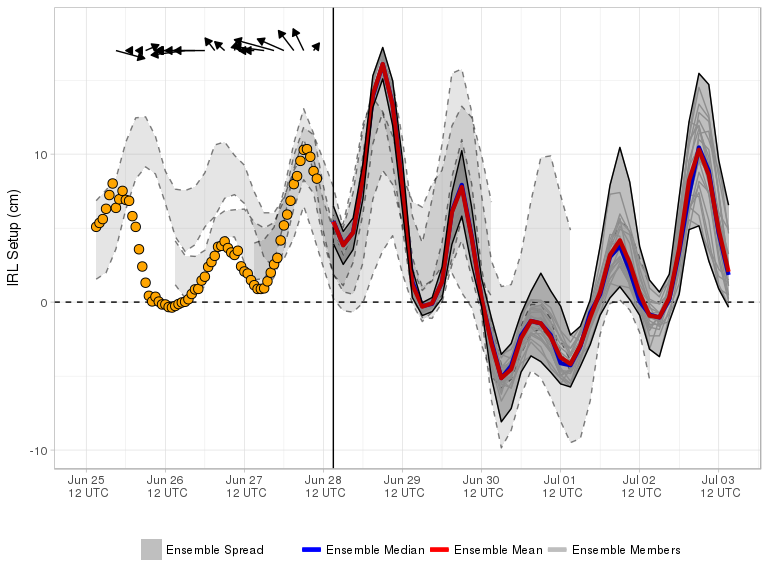 IRL Setup (cm)
10
0
-10
Jun 25 Jun 26 Jun 27 Jun 28 Jun 29 Jun 30 Jul 01 Jul 02 Jul 03
12 UTC 12 UTC 12 UTC 12 UTC 12 UTC 12 UTC 12 UTC 12 UTC 12 UTC
Ensemble Spread Ensemble Median Ensemble Mean Ensemble Members